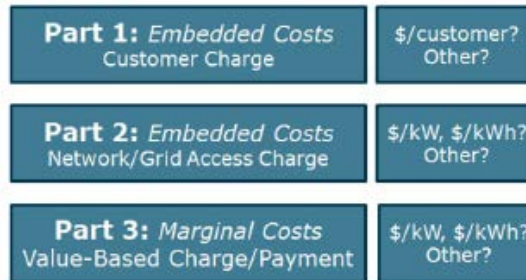 Part 1: Embedded Costs
Customer Charge
$/customer?
Other?
Part 2: Embedded Costs
Network/Grid Access Charge
$/kW, $/kWh?
Other?
Part 3: Marginal Costs
Value-Based Charge/Payment
$/kW, $/kWh?
Other?